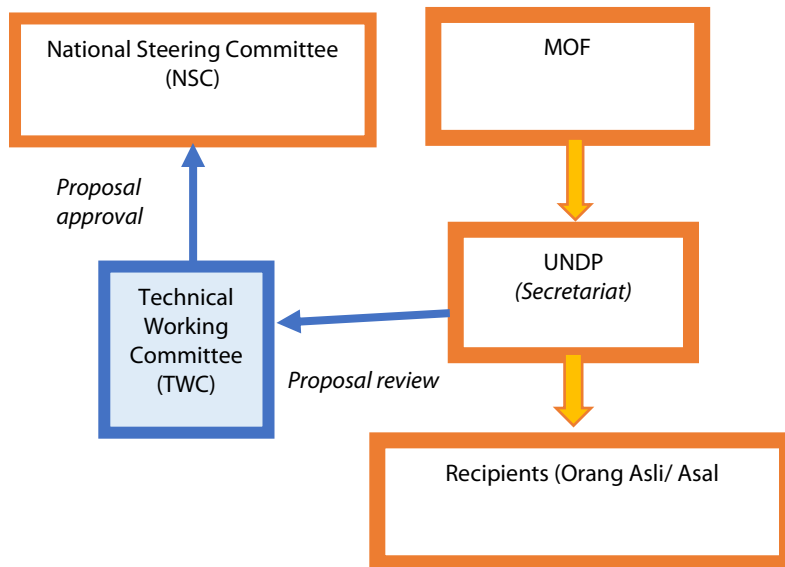 National Steering Committee
(NSC)
MOF
Proposal
approval
UNDP
(Secretariat)
Technical
Working
Committee
(TWC)
Proposal review
Recipients (Orang Asli/ Asal